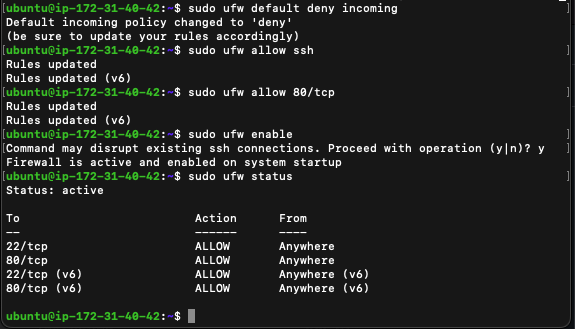 [ubuntu@ip-172-31-40-42:~$ sudo ufw default deny incoming ]
Default incoming policy changed to 'deny'
(be sure to update your rules accordingly)
[ubuntu@ip-172-31-40-42:~$ sudo ufw allow ssh ]
Rules updated
Rules updated (v6)
[ubuntu@ip-172-31-40-42:~$ sudo ufw allow 80/tcp ]
Rules updated
Rules updated (v6)
[ubuntu@ip-172-31-40-42:~$ sudo ufw enable ]
[Command may disrupt existing ssh connections. Proceed with operation (y|n)? y ]
Firewall is active and enabled on system startup
[ubuntu@ip-172-31-40-42:~$ sudo ufw status ]
Status: active
To Action From
-- ------ ----
22/tcp ALLOW Anywhere
80/tcp ALLOW Anywhere
22/tcp (v6) ALLOW Anywhere (v6)
80/tcp (v6) ALLOW Anywhere (v6)
ubuntu@ip-172-31-40-42:~$